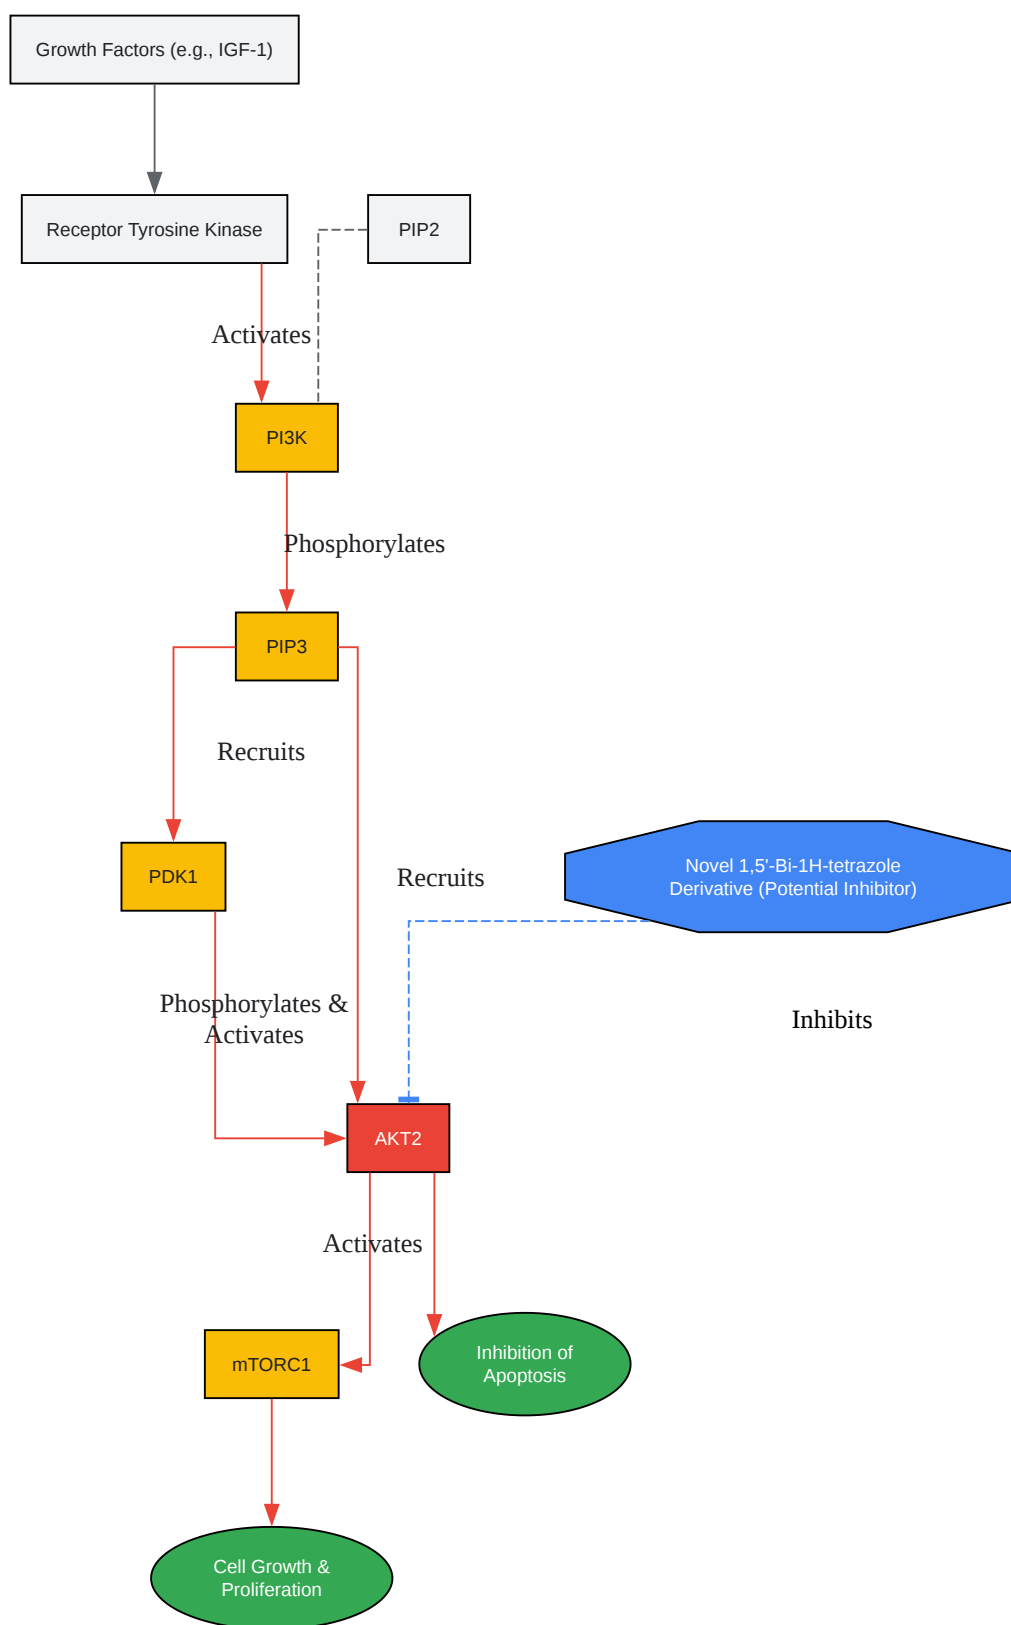 Growth Factors (e.g., IGF-1)
Receptor Tyrosine Kinase
PIP2
Activates
PI3K
Phosphorylates
PIP3
Recruits
PDK1
Recruits
Novel 1,5'-Bi-1H-tetrazole
Derivative (Potential Inhibitor)
Phosphorylates &
Activates
Inhibits
AKT2
Activates
mTORC1
Inhibition of
Apoptosis
Cell Growth &
Proliferation